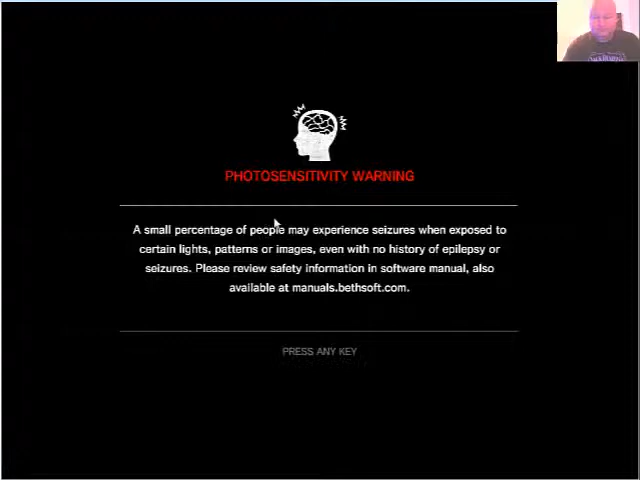 PHOTOSENSITIVITY WARNING
A small percentage of people may experience seizures when exposed to
certain lights, patterns or images, even with no history of epilepsy or
seizures. Please review safety information in software manual, also
available at manuals.bethsoft.com.
PRESS ANY KEY